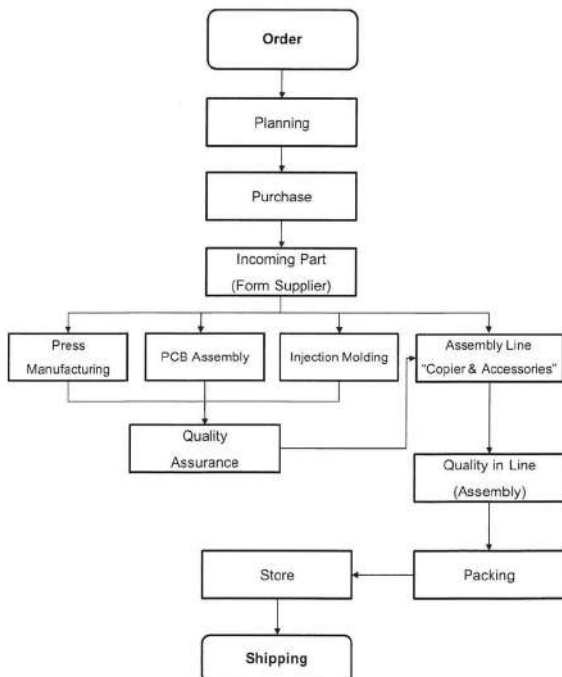 Order
Planning
Purchase
Incoming Part
(Form Supplier)
Press
Manufacturing
PCB Assembly
Injection Molding
Assembly Line
"Copier & Accessories"
Quality
Assurance
Quality in Line
(Assembly)
Store
Packing
Shipping